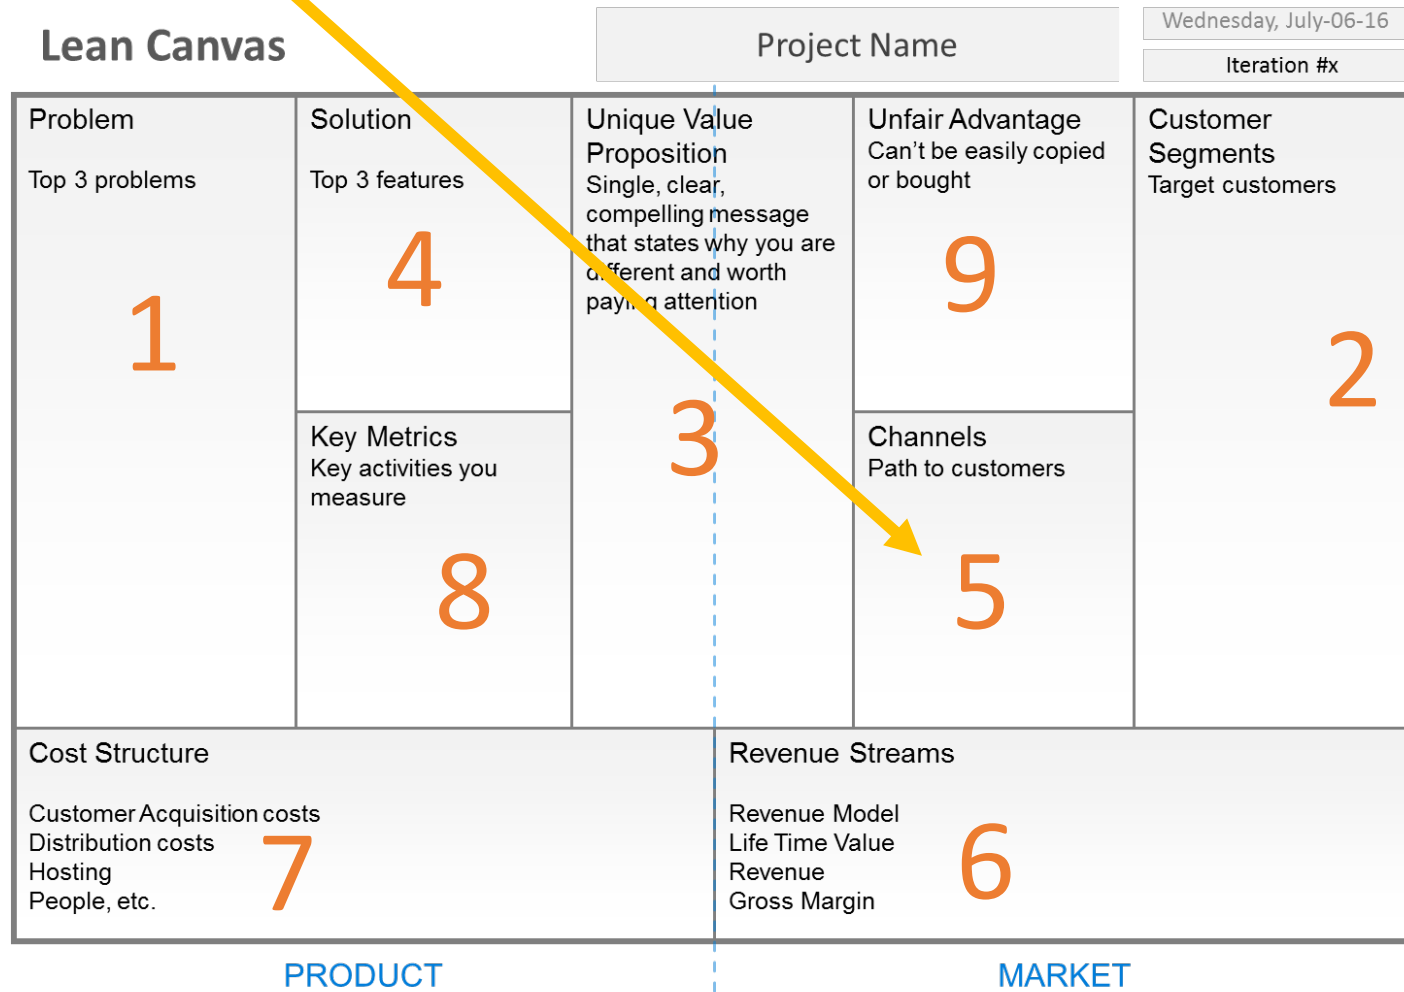 Lean Canvas
Project Name
Wednesday, July-06-16
Iteration #x
Problem
Top 3 problems
1
Solution
Top 3 features
4
Key Metrics
Key activities you
measure
8
Unique Value
Proposition
Single, clear,
compelling message
that states why you are
different and worth
paying attention
3
Unfair Advantage
Can't be easily copied
or bought
9
Channels
Path to customers
5
Customer
Segments
Target customers
2
Cost Structure
Customer Acquisition costs
Distribution costs
Hosting
People, etc.
7
Revenue Streams
Revenue Model
Life Time Value
Revenue
Gross Margin
6
PRODUCT
MARKET